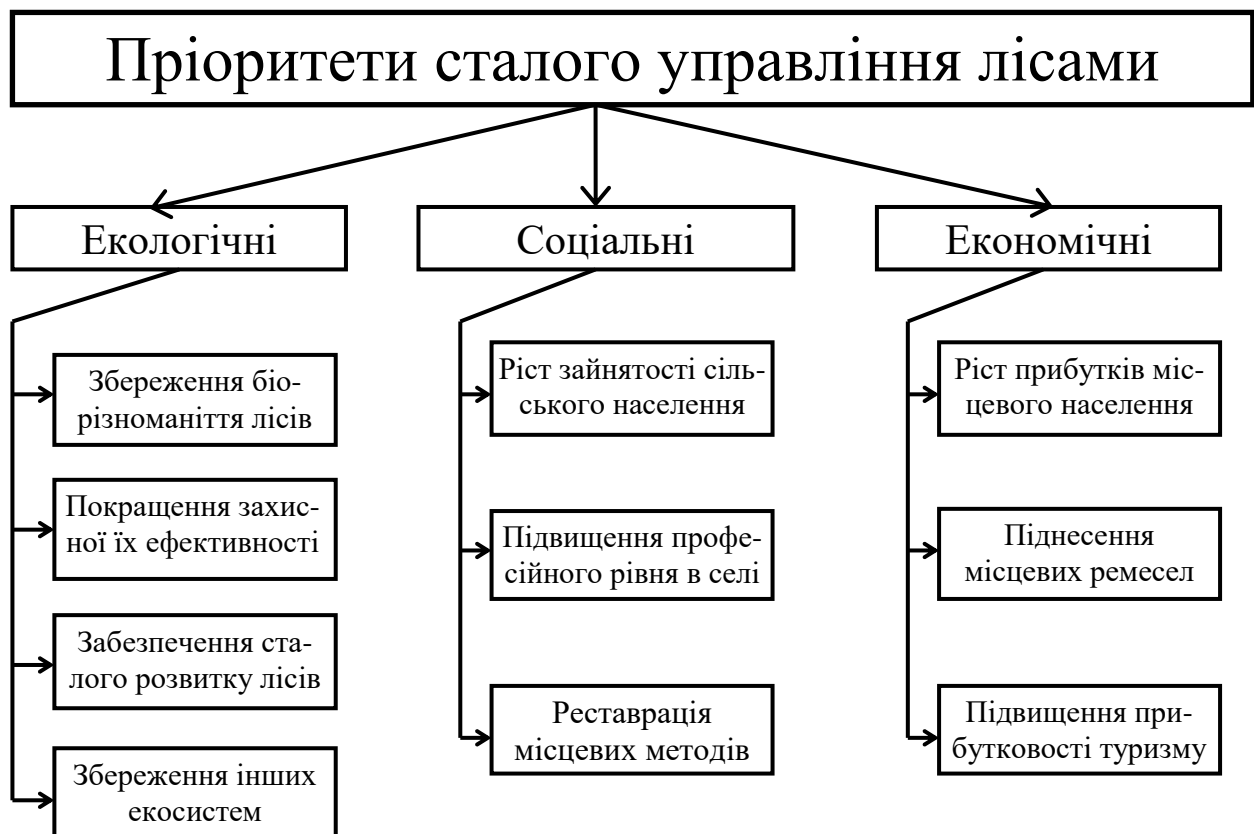 Пріоритети сталого управління лісами
Екологічні
Соціальні
Економічні
Збереження біо-
різноманіття лісів
Покращення захис-
ної їх ефективності
Забезпечення ста-
лого розвитку лісів
Збереження інших
екосистем
Ріст зайнятості сіль-
ського населення
Підвищення профе-
сійного рівня в селі
Реставрація
місцевих методів
Ріст прибутків міс-
цевого населення
Піднесення
місцевих ремесел
Підвищення при-
бутковості туризму